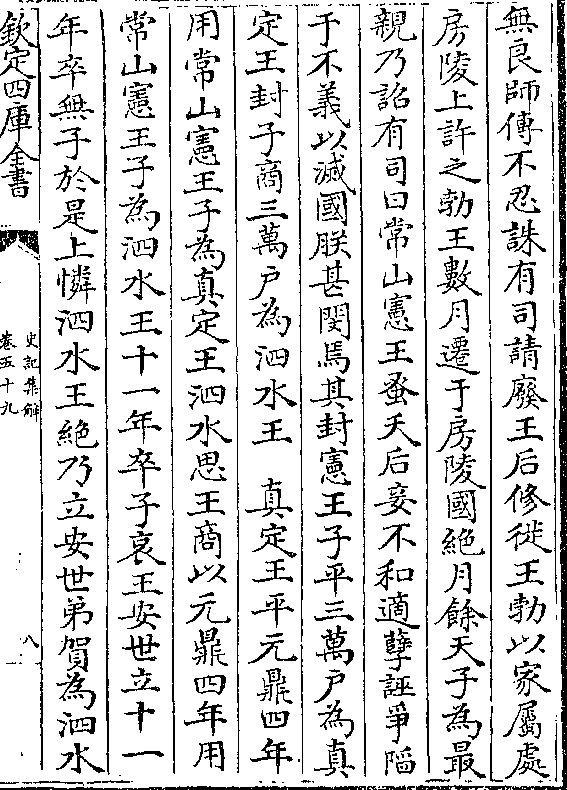 無良師傅不忍誅有司請廢王后修徙王勃以家屬處
房陵上許之勃王數月遷于房陵國絶月餘天子為最
親乃詔有司曰常山憲王蚤夭后妾不和適孽誣爭陷
于不義以滅國朕甚閔焉其封憲王子平三萬户為真
定王封子商三萬户為泗水王　真定王平元鼎四年
用常山憲王子為真定王泗水思王商以元鼎四年用
常山憲王子為泗水王十一年卒子哀王安世立十一
年卒無子於是上憐泗水王絶乃立安世弟賀為泗水
欽定四庫全書
史記集解
卷五十九
八